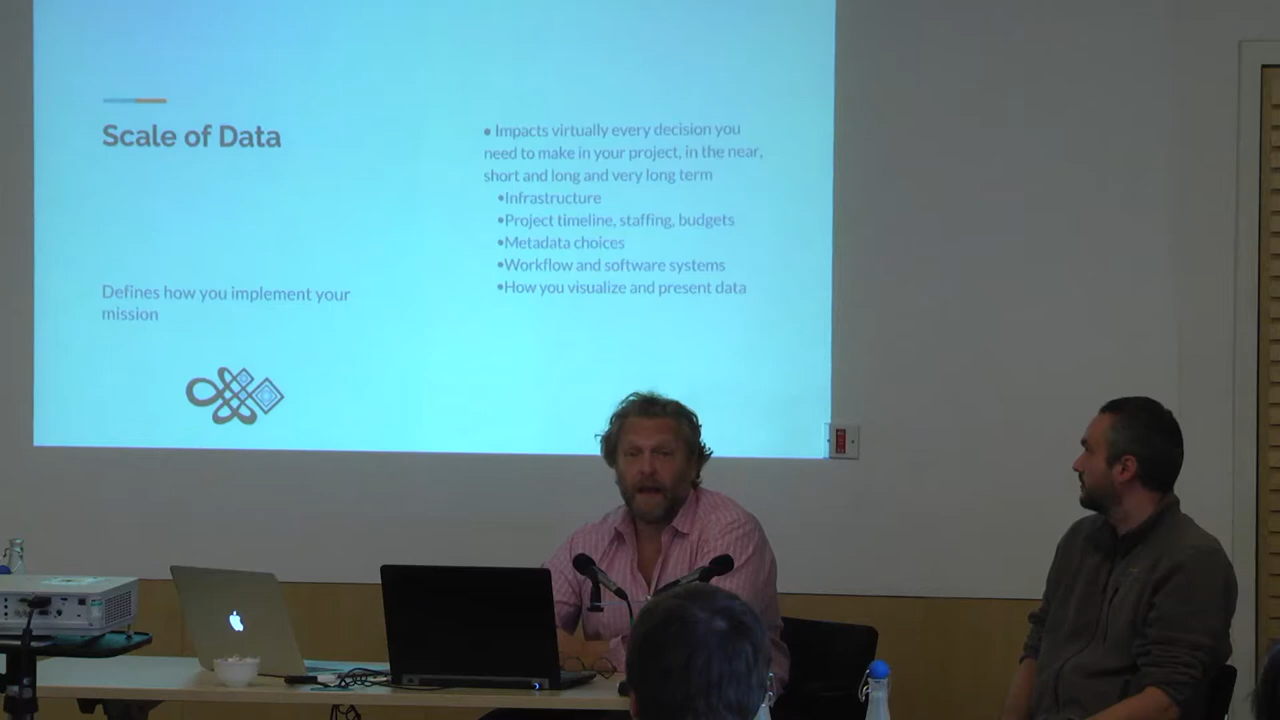 Scale of Data
Defines how you implement your
mission
• Impacts virtually every decision you
need to make in your project, in the near,
short and long and very long term
•Infrastructure
•Project timeline, staffing, budgets
•Metadata choices
•Workflow and software systems
•How you visualize and present data